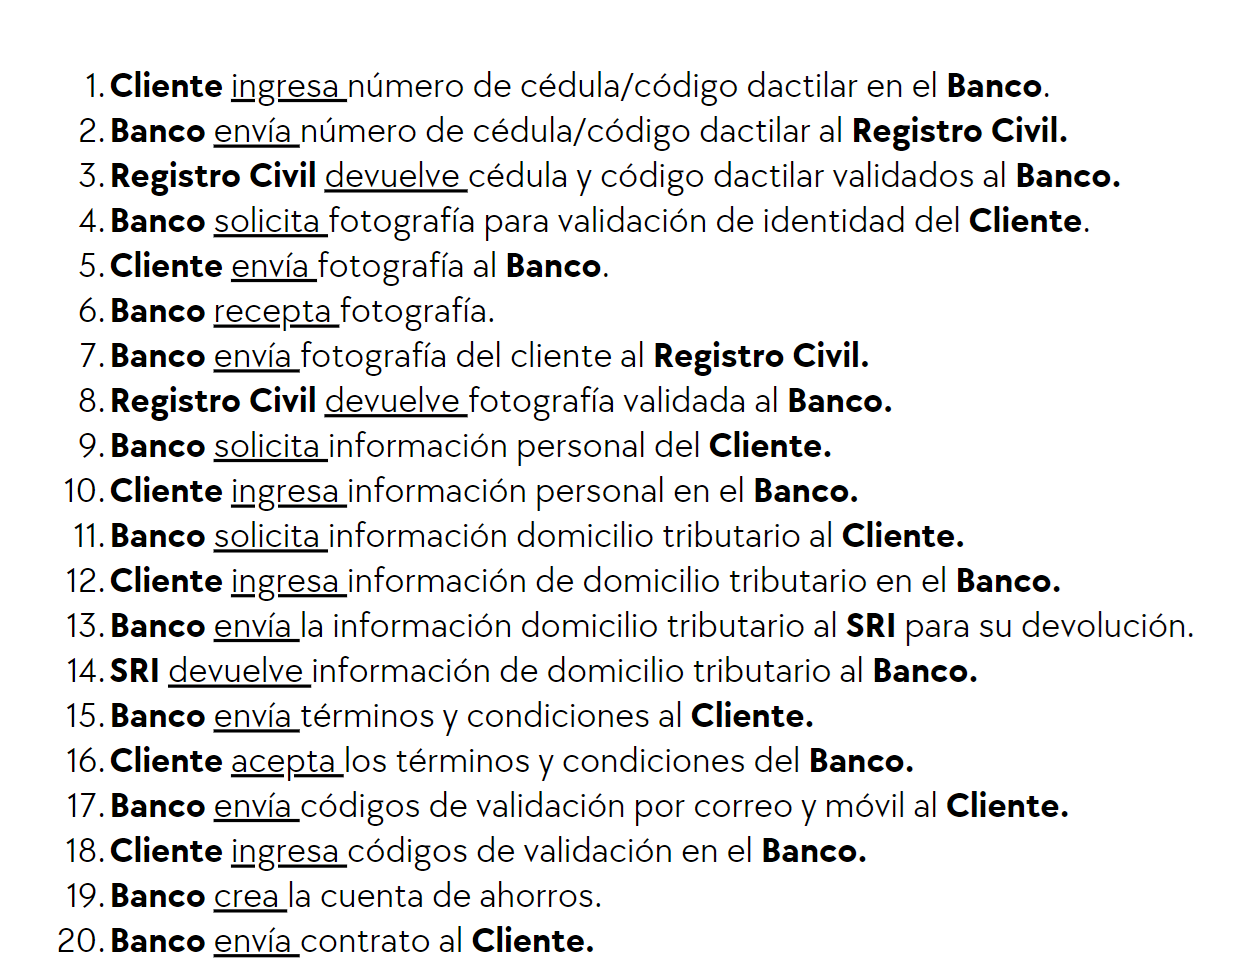 1. Cliente ingresa número de cédula/código dactilar en el Banco.
2. Banco envía número de cédula/código dactilar al Registro Civil.
3. Registro Civil devuelve cédula y código dactilar validados al Banco.
4. Banco solicita fotografía para validación de identidad del Cliente.
5. Cliente envía fotografía al Banco.
6. Banco recepta fotografía.
7. Banco envía fotografía del cliente al Registro Civil.
8. Registro Civil devuelve fotografía validada al Banco.
9. Banco solicita información personal del Cliente.
10. Cliente ingresa información personal en el Banco.
11. Banco solicita información domicilio tributario al Cliente.
12. Cliente ingresa información de domicilio tributario en el Banco.
13. Banco envía la información domicilio tributario al SRI para su devolución.
14. SRI devuelve información de domicilio tributario al Banco.
15. Banco envía términos y condiciones al Cliente.
16. Cliente acepta los términos y condiciones del Banco.
17. Banco envía códigos de validación por correo y móvil al Cliente.
18. Cliente ingresa códigos de validación en el Banco.
19. Banco crea la cuenta de ahorros.
20. Banco envía contrato al Cliente.